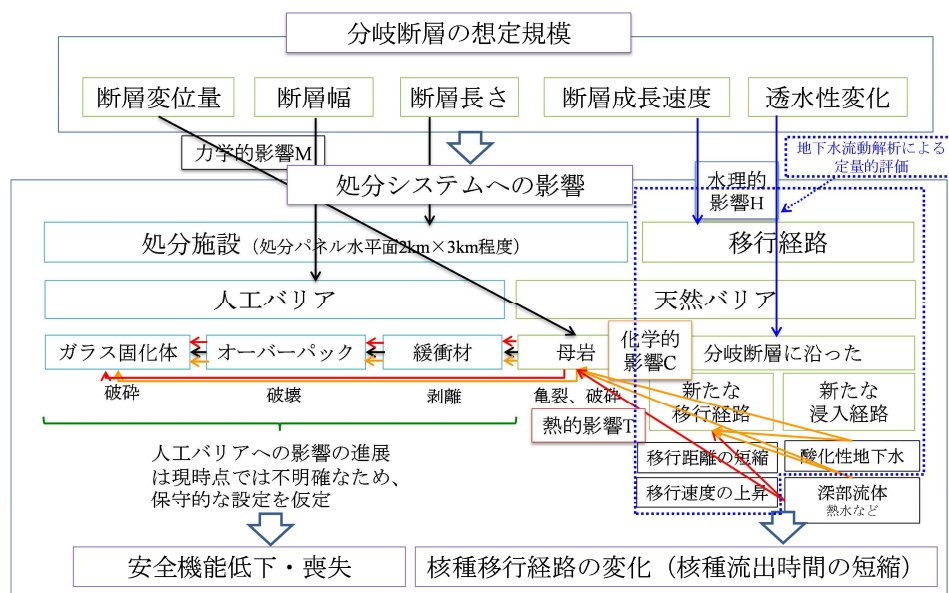 分岐断層の想定規模
断層変位量
断層幅
断層長さ
断層成長速度
透水性変化
力学的影響M
地下水流動解析による
定量的評価
処分システムへの影響
水理的
影響H
処分施設（処分パネル水平面2km×3km程度）
移行経路
人工バリア
天然バリア
ガラス固化体
オーバーパック
緩衝材
母岩
化学的
影響C
分岐断層に沿った
破砕
破壊
剥離
亀裂、破砕
新たな
移行経路
新たな
浸入経路
熱的影響T
人工バリアへの影響の進展
は現時点では不明確なため、
保守的な設定を仮定
移行距離の短縮
酸化性地下水
移行速度の上昇
深部流体
熱水など
安全機能低下・喪失
核種移行経路の変化（核種流出時間の短縮）